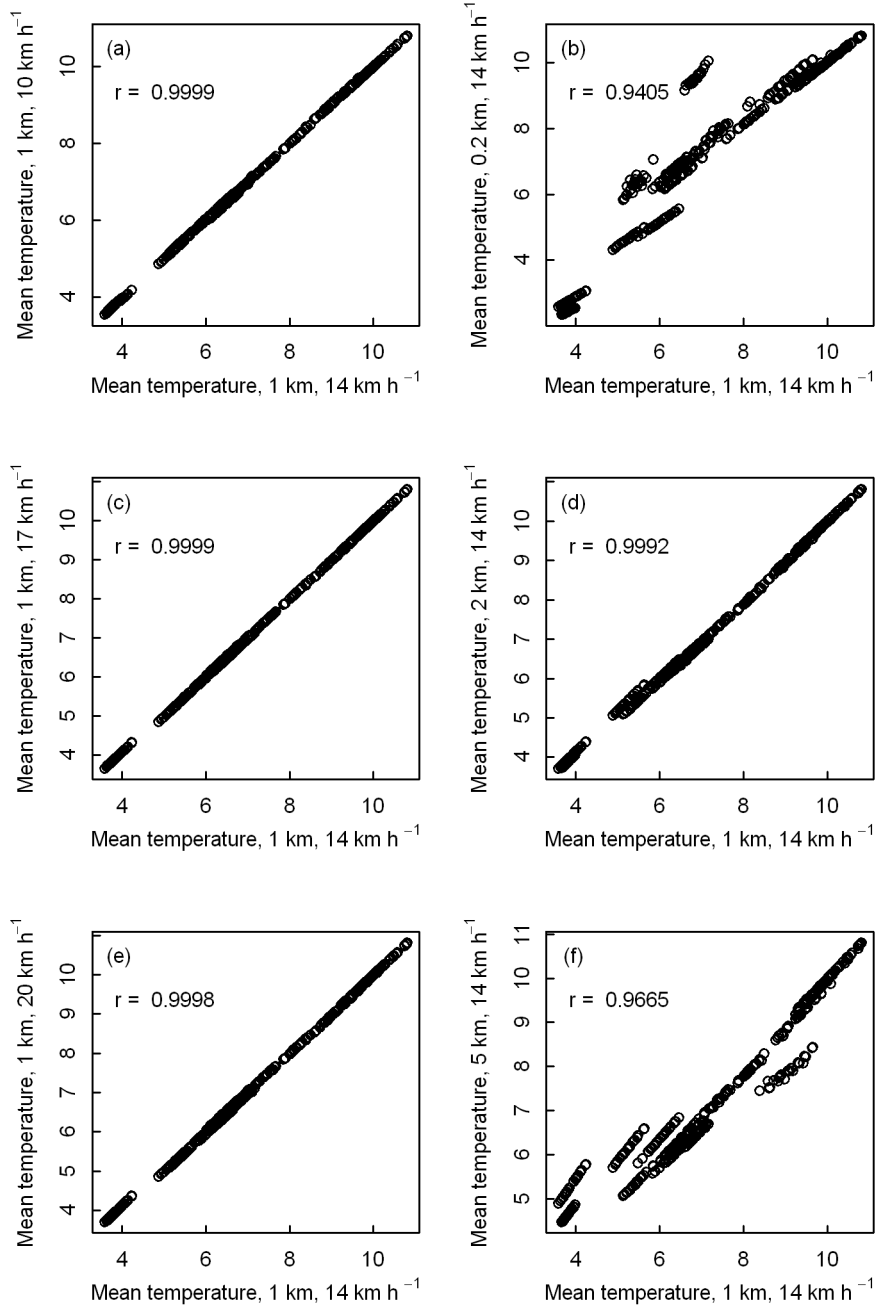 (a)
r = 0.9999
Mean temperature, 1 km, 10 km h⁻¹
10
8
6
4
4 6 8 10
Mean temperature, 1 km, 14 km h⁻¹
(b)
r = 0.9405
Mean temperature, 0.2 km, 14 km h⁻¹
10
8
6
4
4 6 8 10
Mean temperature, 1 km, 14 km h⁻¹
(c)
r = 0.9999
Mean temperature, 1 km, 17 km h⁻¹
10
9
8
7
6
5
4
4 6 8 10
Mean temperature, 1 km, 14 km h⁻¹
(d)
r = 0.9992
Mean temperature, 2 km, 14 km h⁻¹
10
9
8
7
6
5
4
4 6 8 10
Mean temperature, 1 km, 14 km h⁻¹
(e)
r = 0.9998
Mean temperature, 1 km, 20 km h⁻¹
10
9
8
7
6
5
4
4 6 8 10
Mean temperature, 1 km, 14 km h⁻¹
(f)
r = 0.9665
Mean temperature, 5 km, 14 km h⁻¹
11
10
9
8
7
6
5
4 6 8 10
Mean temperature, 1 km, 14 km h⁻¹